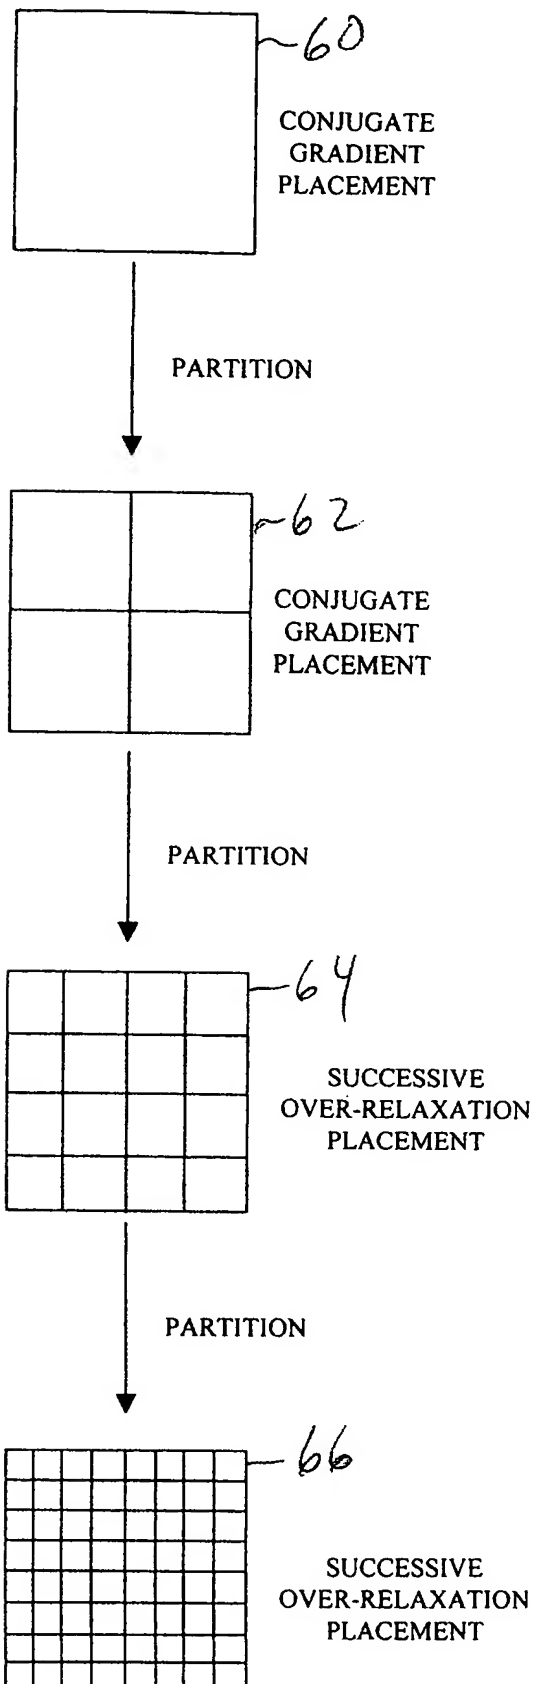 60
CONJUGATE
GRADIENT
PLACEMENT
PARTITION
62
CONJUGATE
GRADIENT
PLACEMENT
PARTITION
64
SUCCESSIVE
OVER-RELAXATION
PLACEMENT
PARTITION
66
SUCCESSIVE
OVER-RELAXATION
PLACEMENT